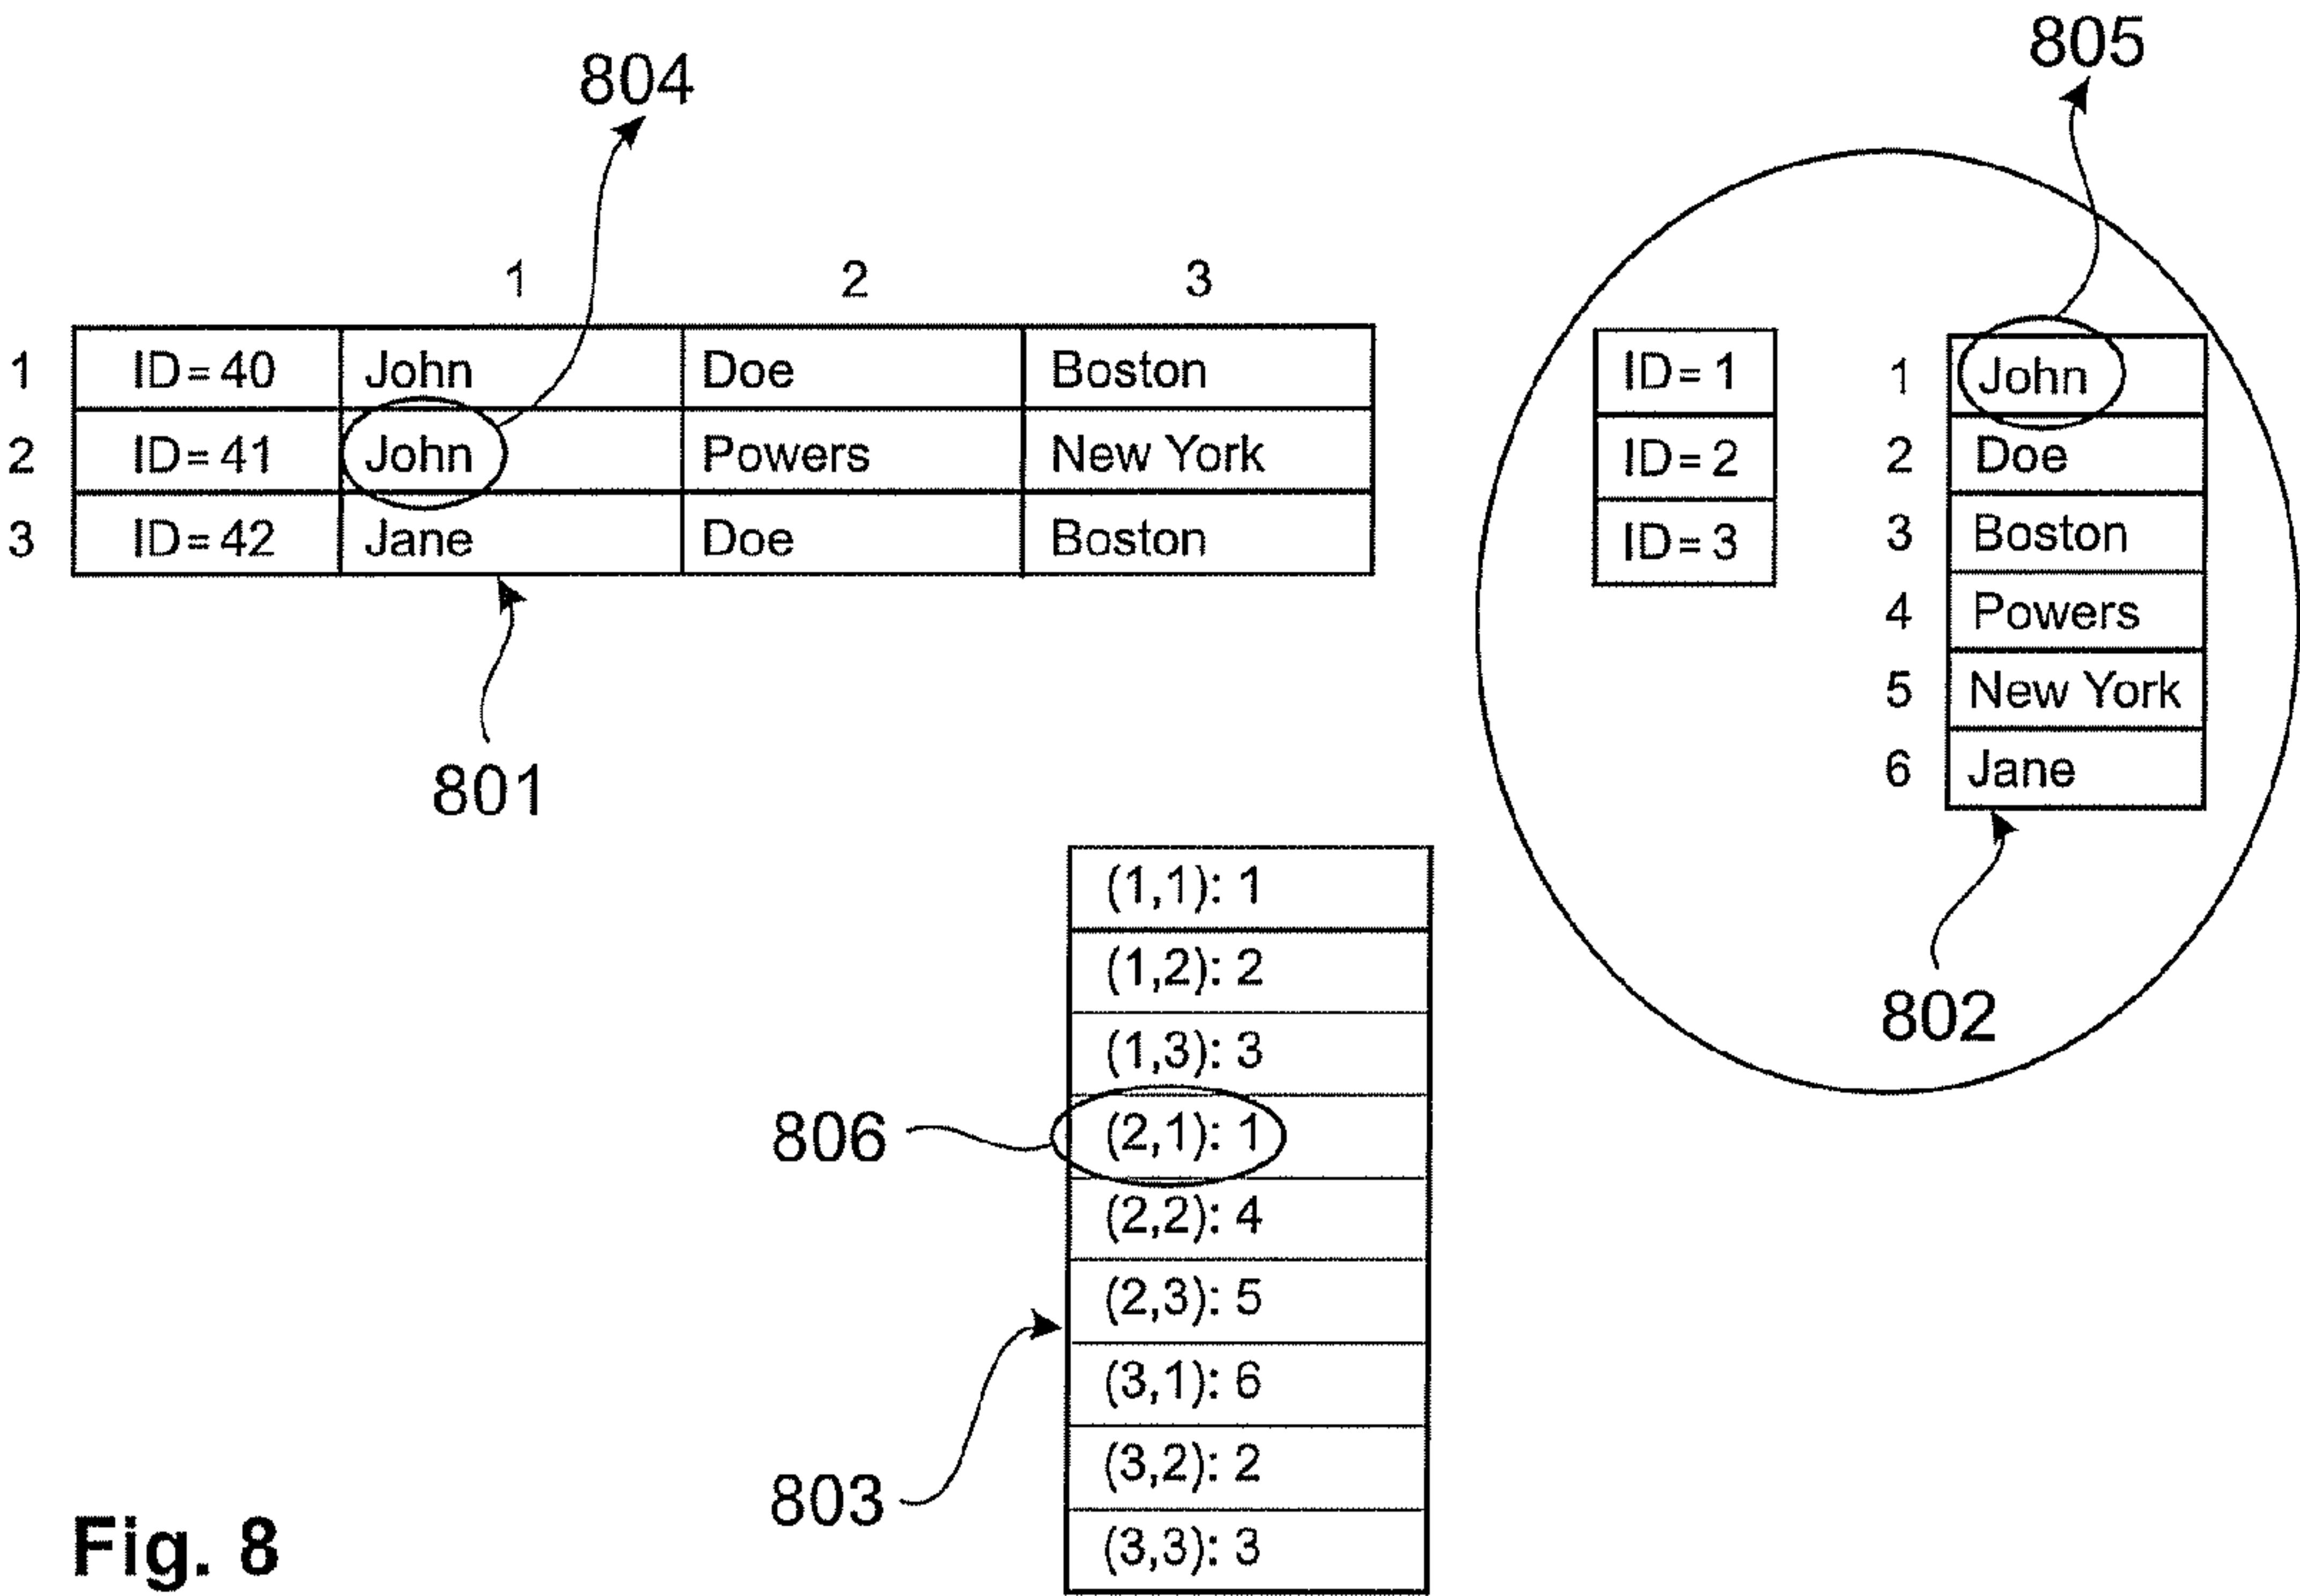 804
805
1 2 3
1 ID=40 John Doe Boston
2 ID=41 John Powers New York
3 ID=42 Jane Doe Boston
801
ID=1
ID=2
ID=3
1 John
2 Doe
3 Boston
4 Powers
5 New York
6 Jane
802
(1,1): 1
(1,2): 2
(1,3): 3
806 (2,1): 1
(2,2): 4
(2,3): 5
(3,1): 6
(3,2): 2
803
(3,3): 3
Fig. 8